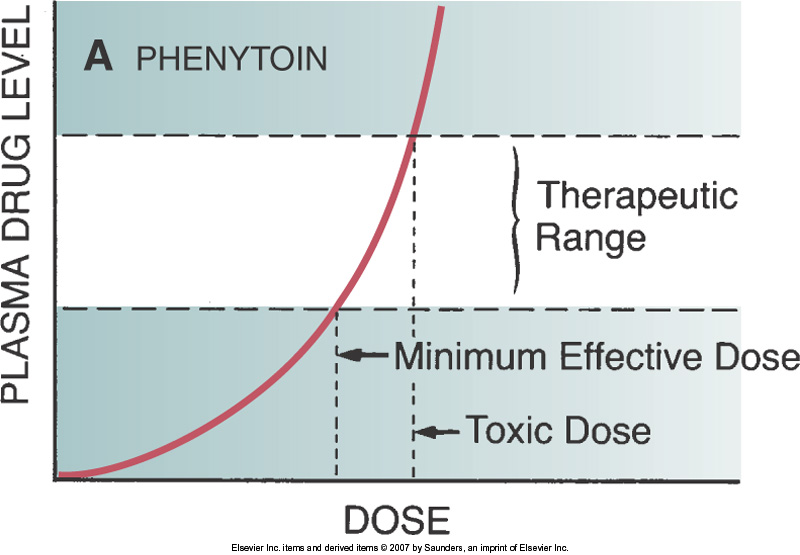 A PHENYTOIN
PLASMA DRUG LEVEL
Therapeutic
Range
Minimum Effective Dose
Toxic Dose
DOSE
Elsevier Inc. items and derived items © 2007 by Saunders, an imprint of Elsevier Inc.